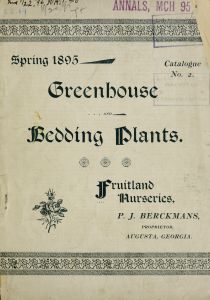 ANNALS, MCH 95
Spring 1895
Catalogue
No. 2.
Greenhouse
AND
Bedding Plants.
Fruitland
Nurseries,
P. J. BERCKMANS,
PROPRIETOR,
AUGUSTA, GEORGIA.